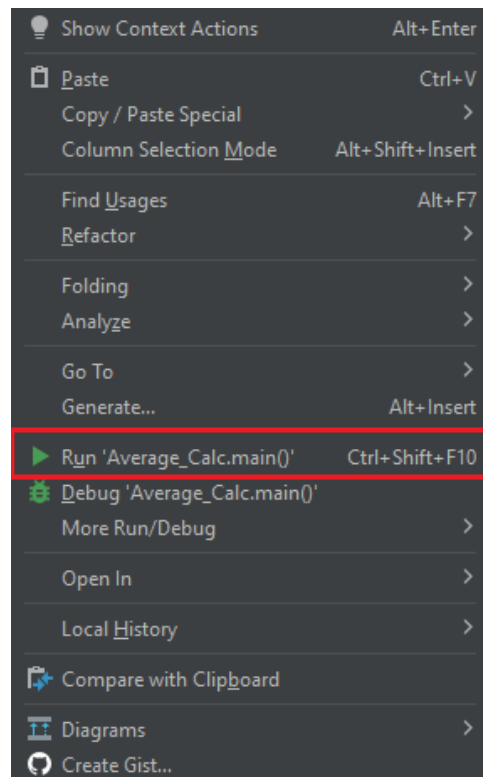 Show Context Actions Alt+Enter
Paste Ctrl+V
Copy / Paste Special
Column Selection Mode Alt+Shift+Insert
Find Usages Alt+F7
Refactor
Folding
Analyze
Go To
Generate... Alt+Insert
Run 'Average_Calc.main()' Ctrl+Shift+F10
Debug 'Average_Calc.main()'
More Run/Debug
Open In
Local History
Compare with Clipboard
Diagrams
Create Gist...